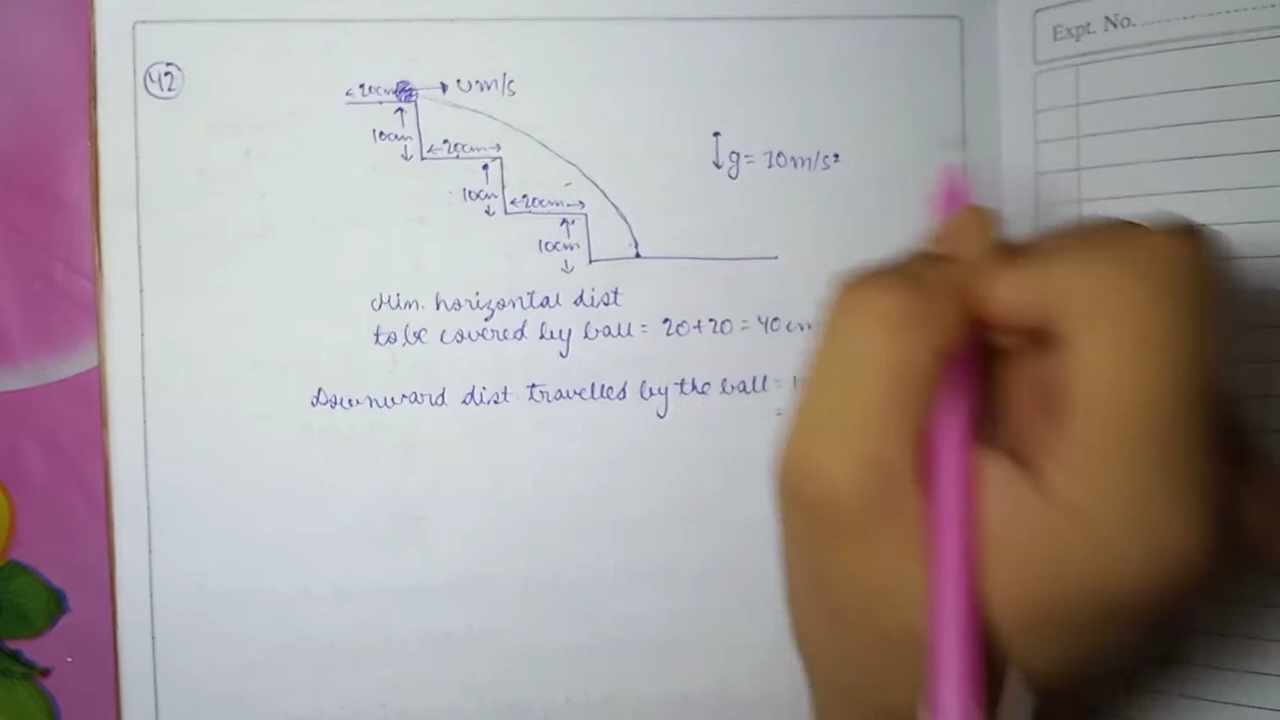 42
20cm
um/s
10cm
20cm
g = 10m/s²
10cm
20cm
10cm
Min. horizontal dist
to be covered by ball = 20+20 = 40 cm
Downward dist travelled by the ball =
=
Expt. No.